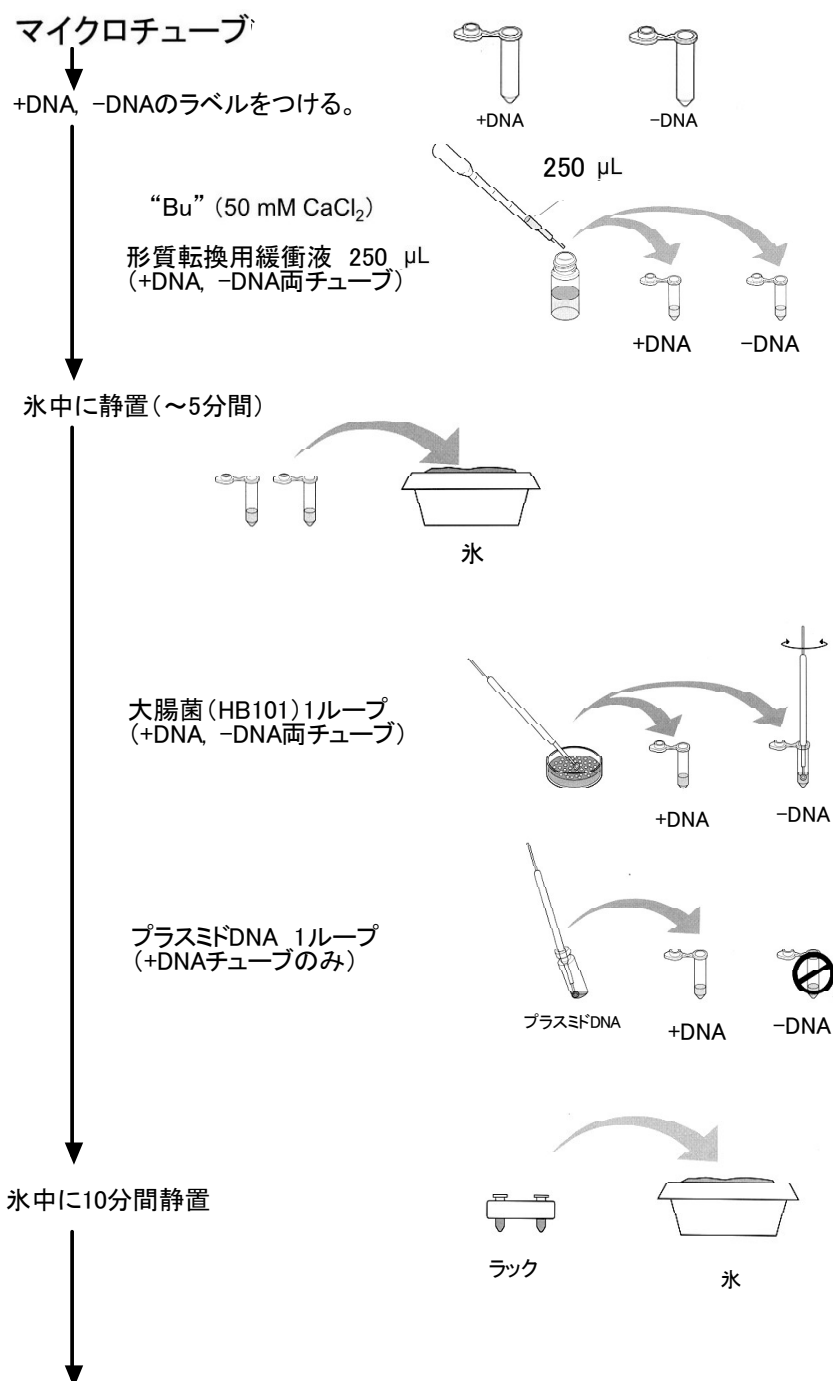 マイクロチューブ
+DNA, −DNAのラベルをつける。
+DNA
−DNA
250 μL
“Bu” (50 mM CaCl₂)
形質転換用緩衝液 250 μL
(+DNA, −DNA両チューブ)
+DNA
−DNA
氷中に静置(～5分間)
氷
大腸菌(HB101)1ループ
(+DNA, −DNA両チューブ)
+DNA
−DNA
プラスミドDNA 1ループ
(+DNAチューブのみ)
プラスミドDNA
+DNA
−DNA
氷中に10分間静置
ラック
氷